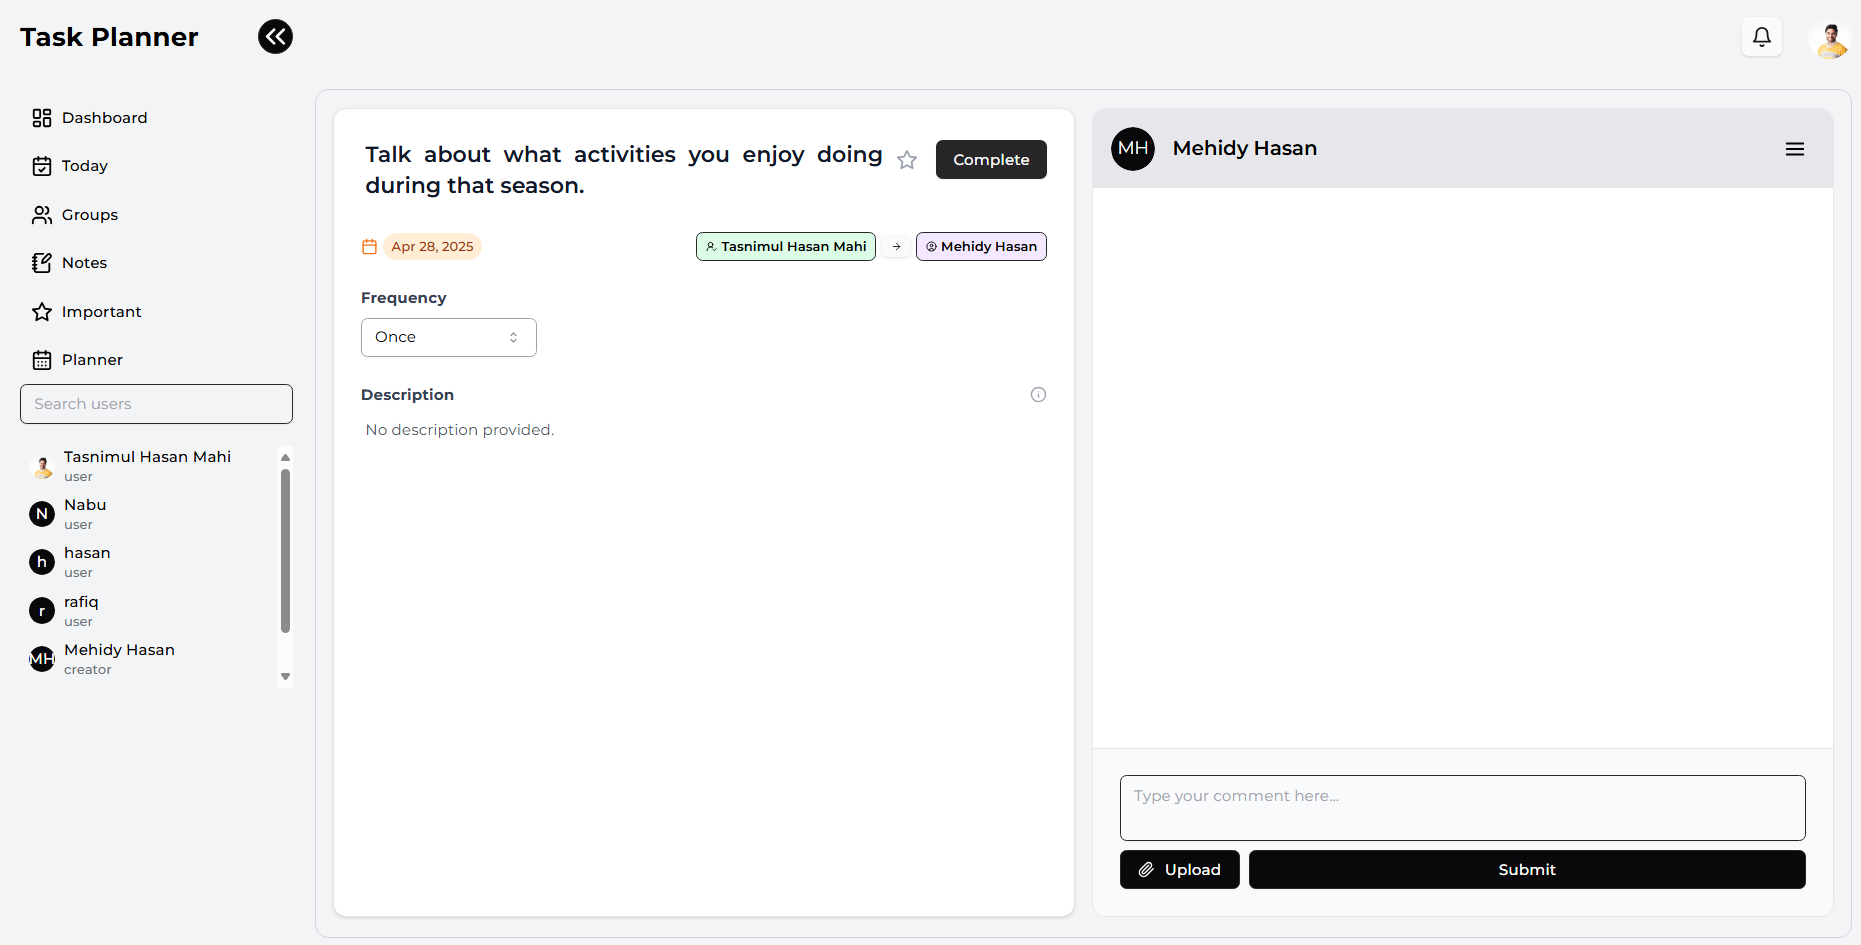 Task Planner
Dashboard
Today
Groups
Notes
Important
Planner
Search users
Tasnimul Hasan Mahi
user
N
Nabu
user
h
hasan
user
r
rafiq
user
MH
Mehidy Hasan
creator
Talk about what activities you enjoy doing
during that season.
Complete
Apr 28, 2025
Tasnimul Hasan Mahi
Mehidy Hasan
Frequency
Once
Description
No description provided.
MH
Mehidy Hasan
Type your comment here...
Upload
Submit